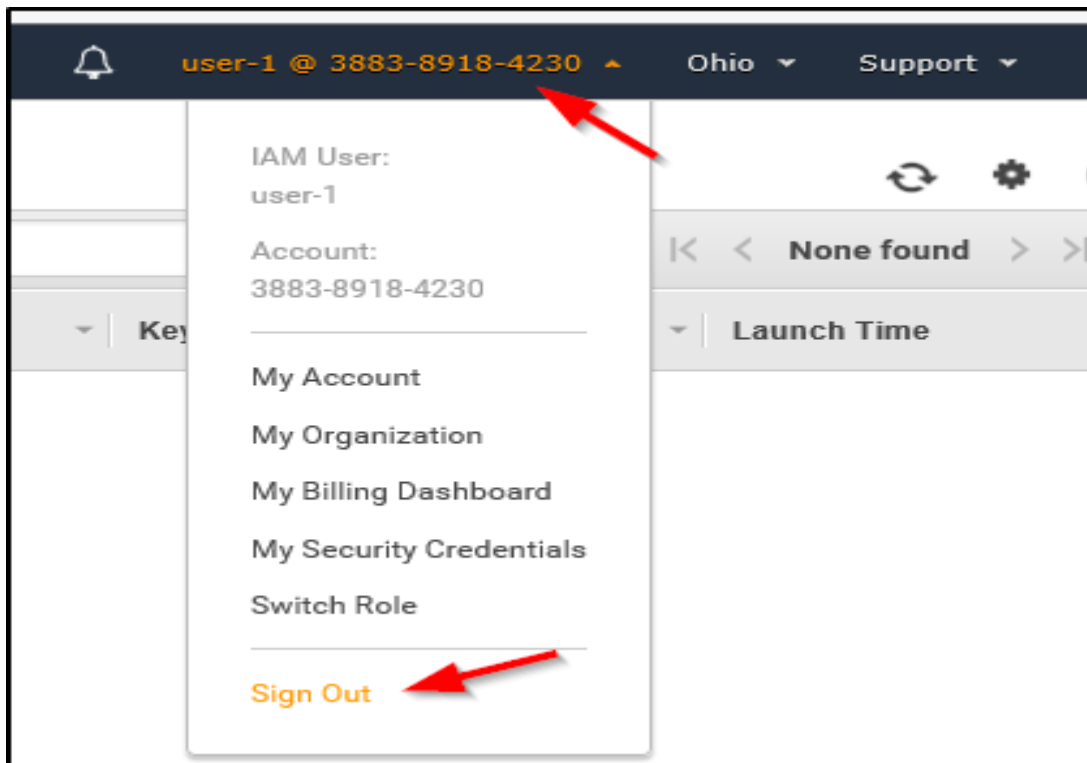 user-1 @ 3883-8918-4230 Ohio Support
IAM User:
user-1
Account:
3883-8918-4230
None found
Launch Time
My Account
My Organization
My Billing Dashboard
My Security Credentials
Switch Role
Sign Out